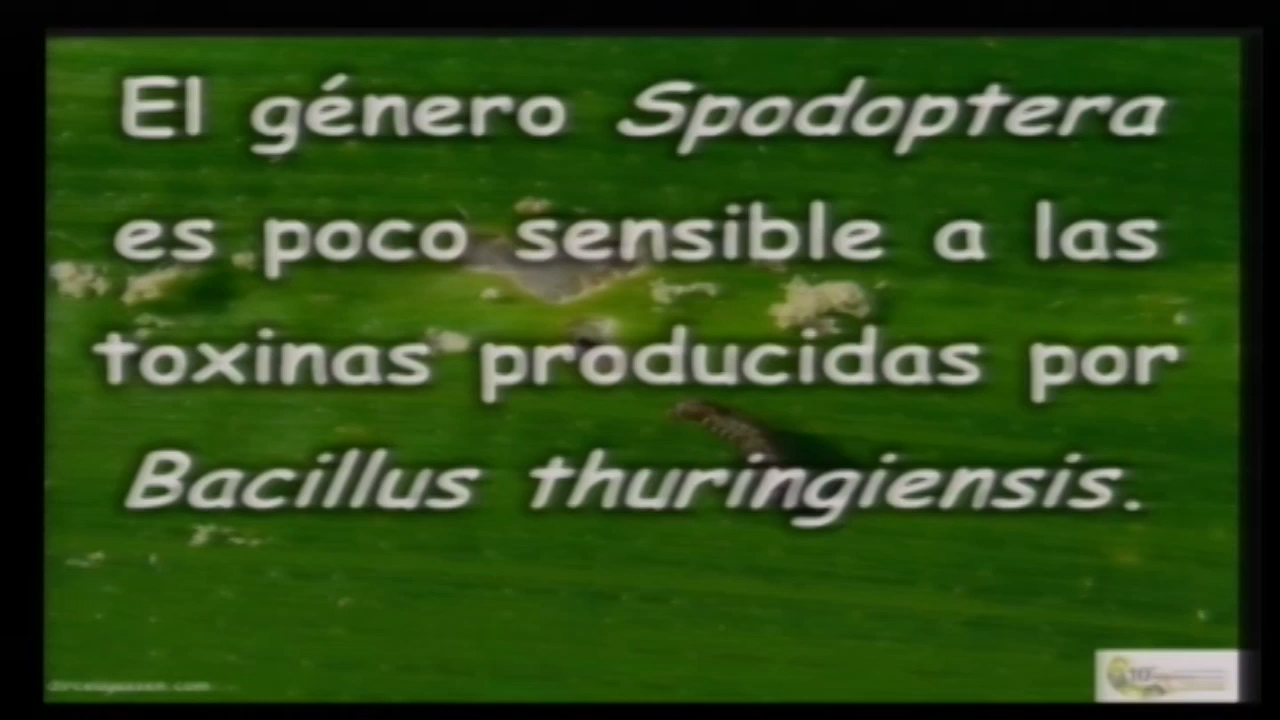 El género Spodoptera
es poco sensible a las
toxinas producidas por
Bacillus thuringiensis.